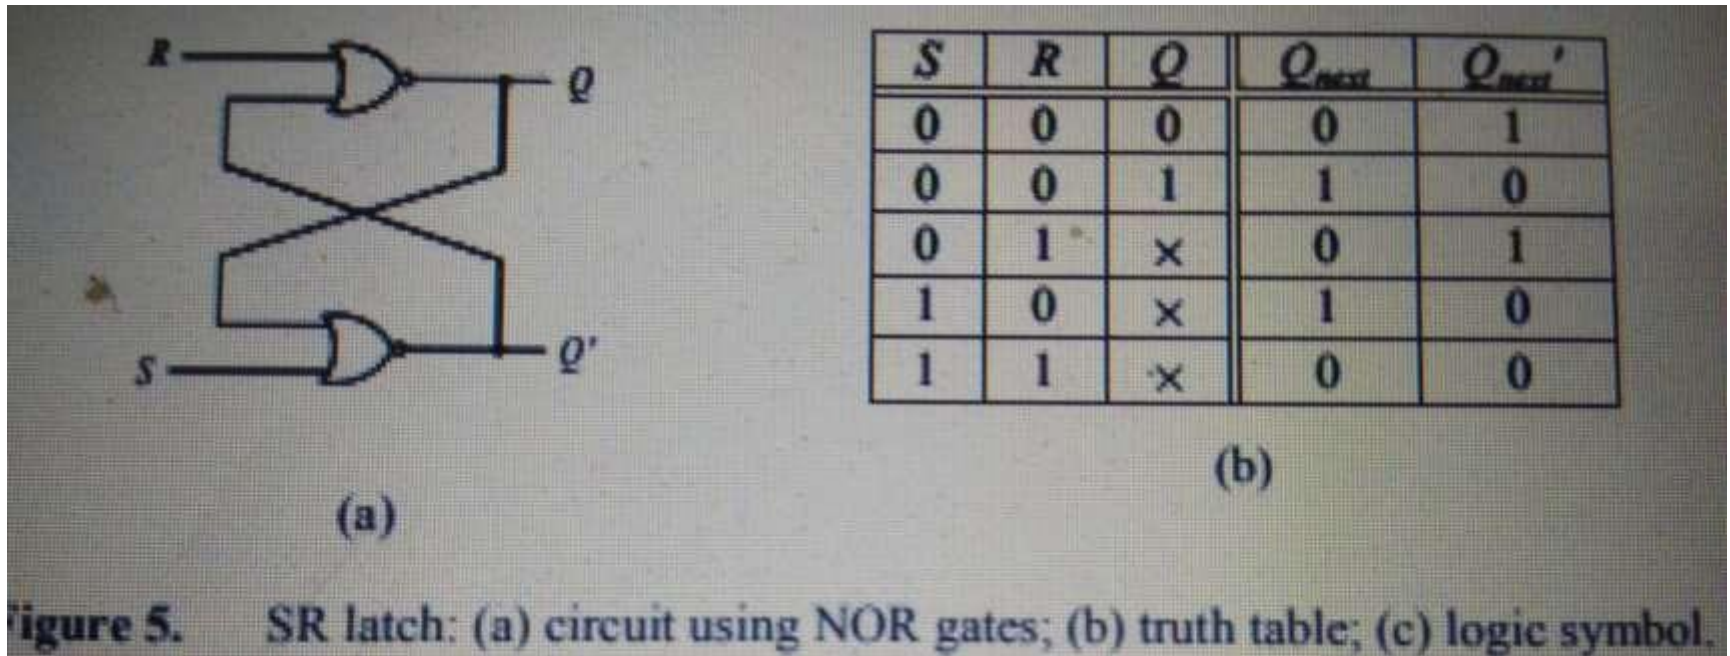 R
Q
S
Q'
(a)
S R Q Qnext Qnext'
0 0 0 0 1
0 0 1 1 0
0 1 × 0 1
1 0 × 1 0
1 1 × 0 0
(b)
igure 5. SR latch: (a) circuit using NOR gates; (b) truth table; (c) logic symbol.